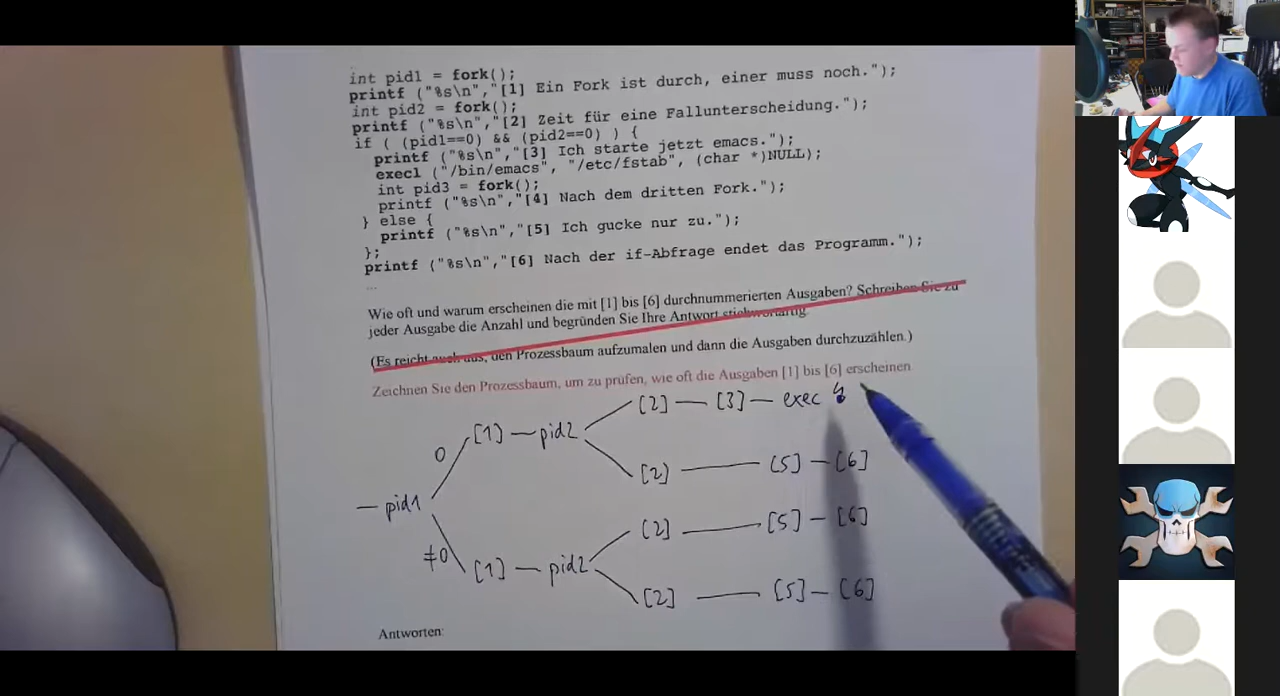 int pid1 = fork();
printf ("%s\n","[1] Ein Fork ist durch, einer muss noch.");
int pid2 = fork();
printf ("%s\n","[2] Zeit für eine Fallunterscheidung.");
if ( (pid1==0) && (pid2==0) ) {
printf ("%s\n","[3] Ich starte jetzt emacs.");
execl ("/bin/emacs", "/etc/fstab", (char *)NULL);
int pid3 = fork();
printf ("%s\n","[4] Nach dem dritten Fork.");
} else {
printf ("%s\n","[5] Ich gucke nur zu.");
};
printf ("%s\n","[6] Nach der if-Abfrage endet das Programm.");
...
Wie oft und warum erscheinen die mit [1] bis [6] durchnummerierten Ausgaben? Schreiben Sie zu
jeder Ausgabe die Anzahl und begründen Sie Ihre Antwort stichwortartig.
(Es reicht auch aus, den Prozessbaum aufzumalen und dann die Ausgaben durchzuzählen.)
Zeichnen Sie den Prozessbaum, um zu prüfen, wie oft die Ausgaben [1] bis [6] erscheinen.
[2] — [3] — exec
0 [1] — pid2
[2] — [5] — [6]
— pid1
[2] — [5] — [6]
≠0 [1] — pid2
[2] — [5] — [6]
Antworten: